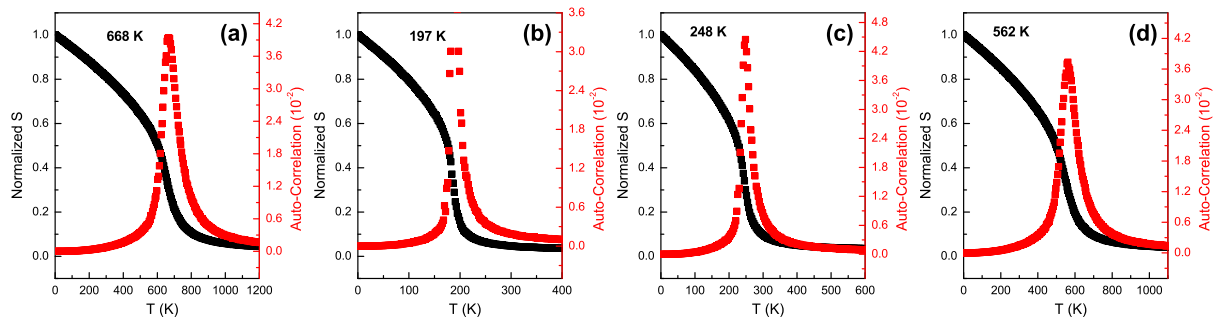 668 K
(a)
1.0
0.8
0.6
0.4
0.2
0.0
Normalized S
4.2
3.6
3.0
2.4
1.8
1.2
0.6
0.0
Auto-Correlation (10⁻²)
0 200 400 600 800 1000 1200
T (K)
197 K
(b)
1.0
0.8
0.6
0.4
0.2
0.0
Normalized S
3.6
3.0
2.4
1.8
1.2
0.6
0.0
Auto-Correlation (10⁻²)
0 100 200 300 400
T (K)
248 K
(c)
1.0
0.8
0.6
0.4
0.2
0.0
Normalized S
4.8
4.2
3.6
3.0
2.4
1.8
1.2
0.6
0.0
Auto-Correlation (10⁻²)
0 100 200 300 400 500 600
T (K)
562 K
(d)
1.0
0.8
0.6
0.4
0.2
0.0
Normalized S
4.2
3.6
3.0
2.4
1.8
1.2
0.6
0.0
Auto-Correlation (10⁻²)
0 200 400 600 800 1000
T (K)